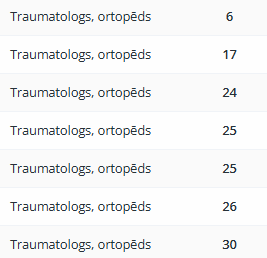 Traumatologs, ortopēds 6
Traumatologs, ortopēds 17
Traumatologs, ortopēds 24
Traumatologs, ortopēds 25
Traumatologs, ortopēds 25
Traumatologs, ortopēds 26
Traumatologs, ortopēds 30